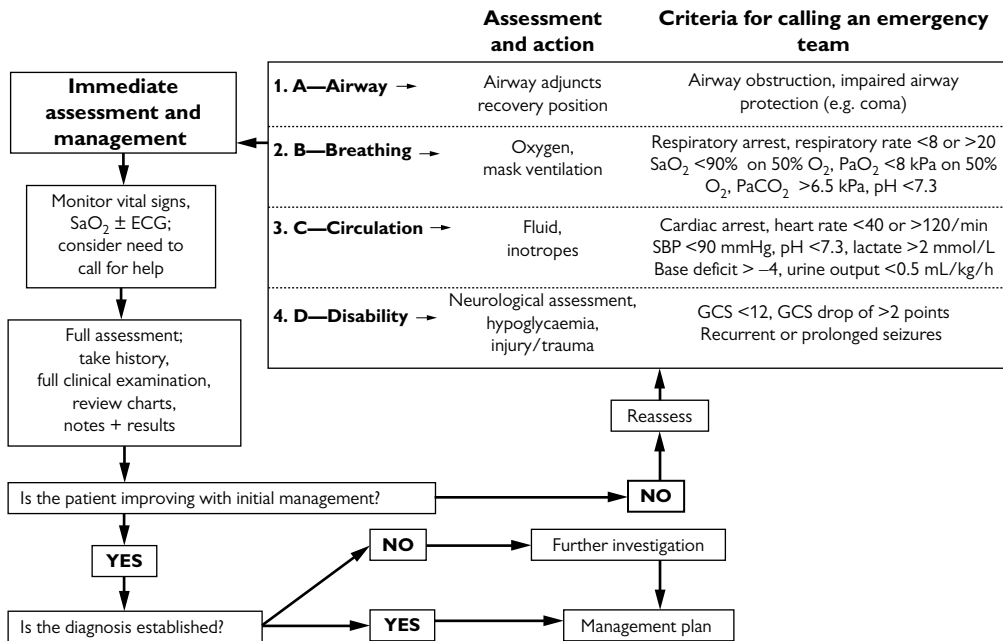 Assessment
and action
Criteria for calling an emergency
team
Immediate
assessment and
management
1. A—Airway →
Airway adjuncts
recovery position
Airway obstruction, impaired airway
protection (e.g. coma)
2. B—Breathing →
Oxygen,
mask ventilation
Respiratory arrest, respiratory rate <8 or >20
SaO₂ <90% on 50% O₂, PaO₂ <8 kPa on 50%
O₂, PaCO₂ >6.5 kPa, pH <7.3
3. C—Circulation →
Fluid,
inotropes
Cardiac arrest, heart rate <40 or >120/min
SBP <90 mmHg, pH <7.3, lactate >2 mmol/L
Base deficit > –4, urine output <0.5 mL/kg/h
4. D—Disability →
Neurological assessment,
hypoglycaemia,
injury/trauma
GCS <12, GCS drop of >2 points
Recurrent or prolonged seizures
Monitor vital signs,
SaO₂ ± ECG;
consider need to
call for help
Full assessment;
take history,
full clinical examination,
review charts,
notes + results
Reassess
Is the patient improving with initial management?
NO
YES
NO
Further investigation
Is the diagnosis established?
YES
Management plan